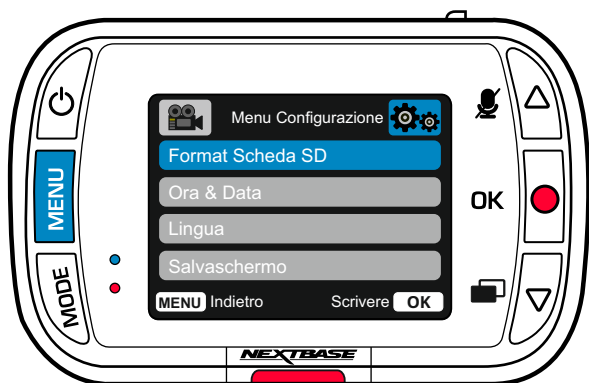 Menu Configurazione
Format Scheda SD
Ora & Data
Lingua
Salvaschermo
MENU Indietro Scrivere OK
MENU
MODE
OK
NEXTBASE